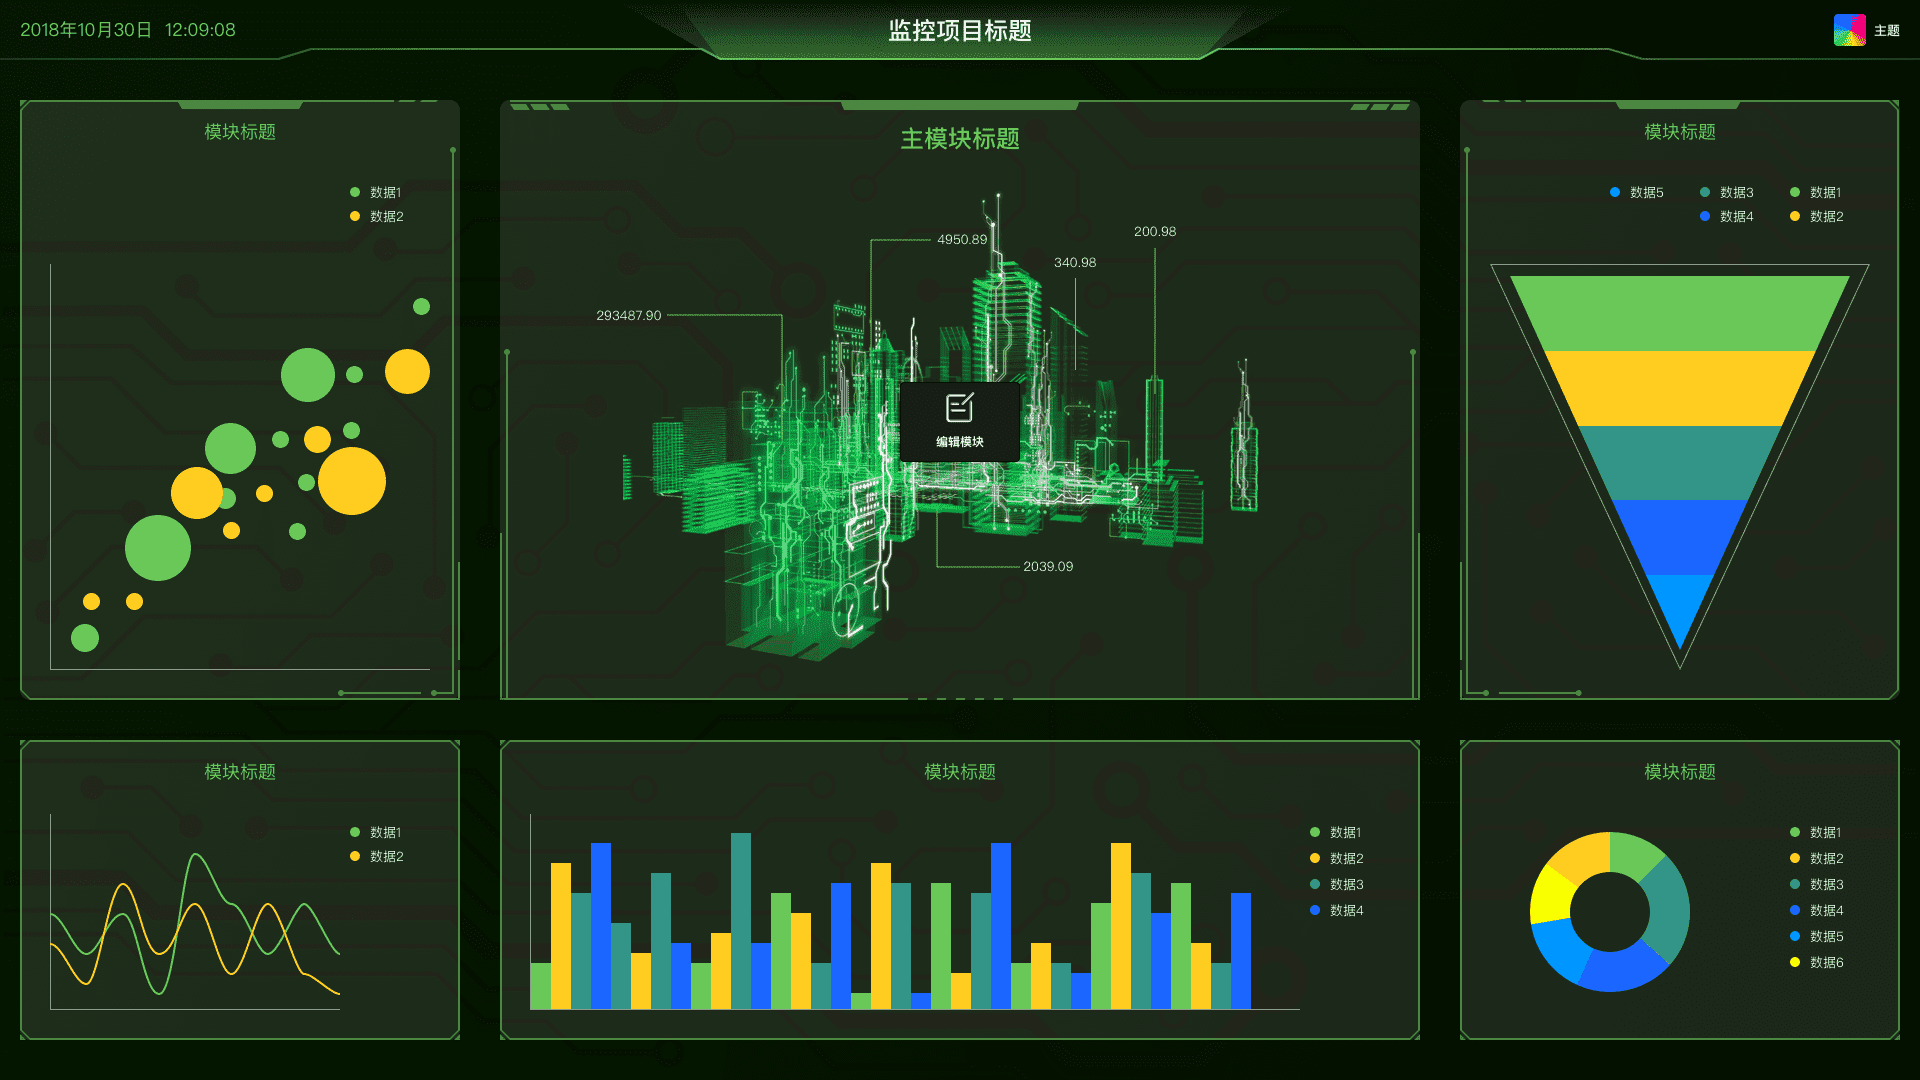 2018年10月30日 12:09:08
监控项目标题
主题
模块标题
数据1
数据2
主模块标题
4950.89
200.98
340.98
293487.90
编辑模块
2039.09
模块标题
数据5
数据3
数据1
数据4
数据2
模块标题
数据1
数据2
模块标题
数据1
数据2
数据3
数据4
模块标题
数据1
数据2
数据3
数据4
数据5
数据6